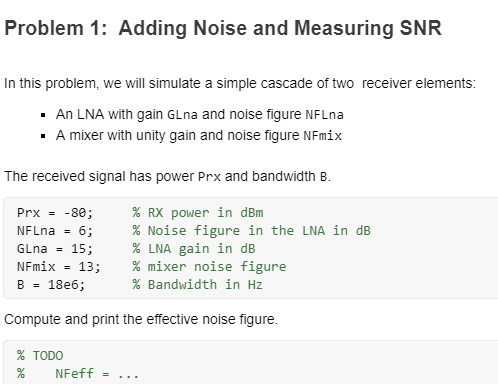 Problem 1: Adding Noise and Measuring SNR
In this problem, we will simulate a simple cascade of two receiver elements:
▪ An LNA with gain GLna and noise figure NFLna
▪ A mixer with unity gain and noise figure NFmix
The received signal has power Prx and bandwidth B.
Prx = -80; % RX power in dBm
NFLna = 6; % Noise figure in the LNA in dB
GLna = 15; % LNA gain in dB
NFmix = 13; % mixer noise figure
B = 18e6; % Bandwidth in Hz
Compute and print the effective noise figure.
% TODO
% NFeff = ...